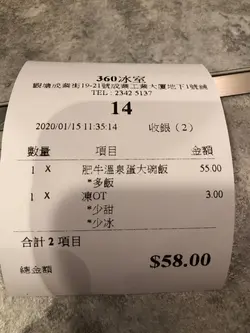 360冰室
觀塘成業街19-21號成業工業大廈地下1號舖
TEL : 2342 5137
14
2020/01/15 11:35:14 收銀（2）
數量 項目 金額
1 X 肥牛溫泉蛋大碗飯 55.00
*多飯
1 X 凍OT 3.00
*少甜
*少冰
合計 2 項目
總金額 $58.00